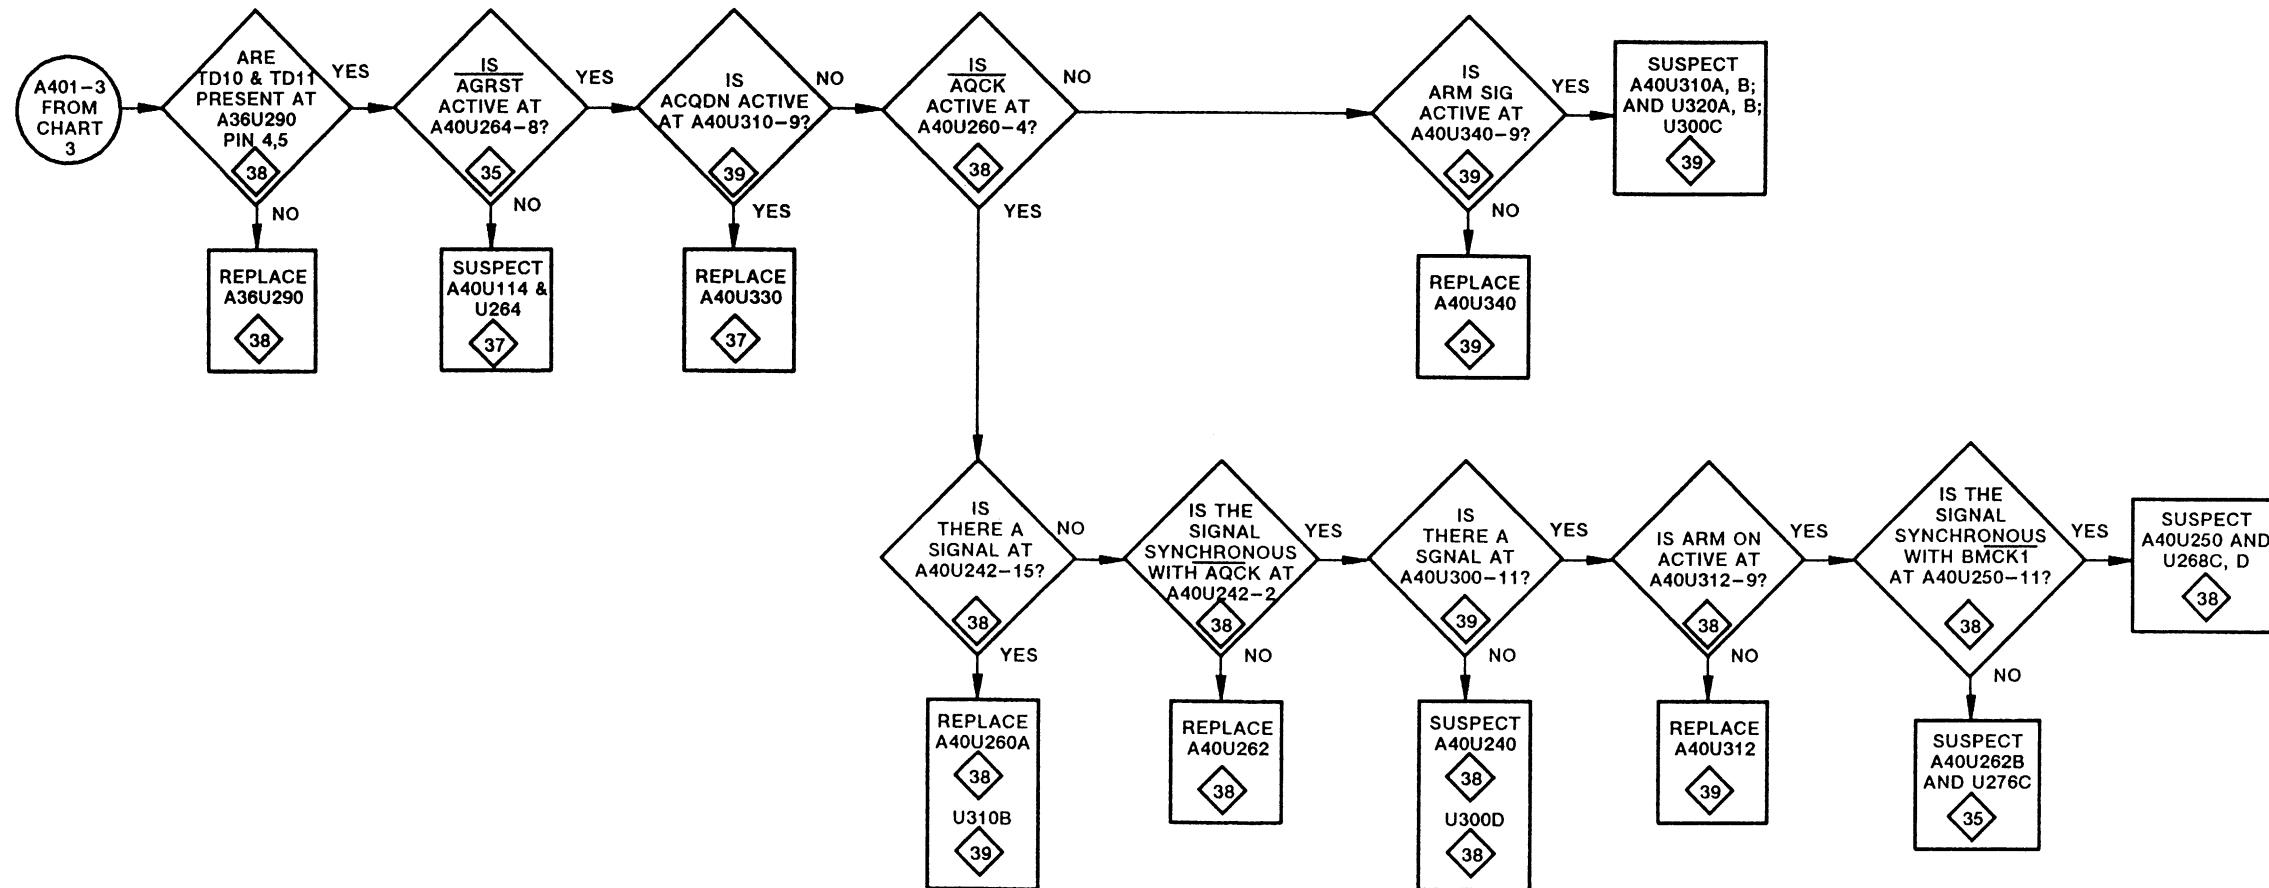 A401-3
FROM
CHART
3
ARE
TD10 & TD11
PRESENT AT
A36U290
PIN 4,5
38
YES
NO
REPLACE
A36U290
38
IS
AGRST
ACTIVE AT
A40U264-8?
35
YES
NO
SUSPECT
A40U114 &
U264
37
IS
ACQDN ACTIVE
AT A40U310-9?
39
NO
YES
REPLACE
A40U330
37
IS
AQCK
ACTIVE AT
A40U260-4?
38
NO
YES
IS
ARM SIG
ACTIVE AT
A40U340-9?
39
YES
NO
SUSPECT
A40U310A, B;
AND U320A, B;
U300C
39
REPLACE
A40U340
39
IS
THERE A
SIGNAL AT
A40U242-15?
38
NO
YES
REPLACE
A40U260A
38
U310B
39
IS THE
SIGNAL
SYNCHRONOUS
WITH AQCK AT
A40U242-2
38
YES
NO
REPLACE
A40U262
38
IS
THERE A
SGNAL AT
A40U300-11?
39
YES
NO
SUSPECT
A40U240
38
U300D
38
IS ARM ON
ACTIVE AT
A40U312-9?
38
YES
NO
REPLACE
A40U312
39
IS THE
SIGNAL
SYNCHRONOUS
WITH BMCK1
AT A40U250-11?
38
YES
NO
SUSPECT
A40U250 AND
U268C, D
38
SUSPECT
A40U262B
AND U276C
35